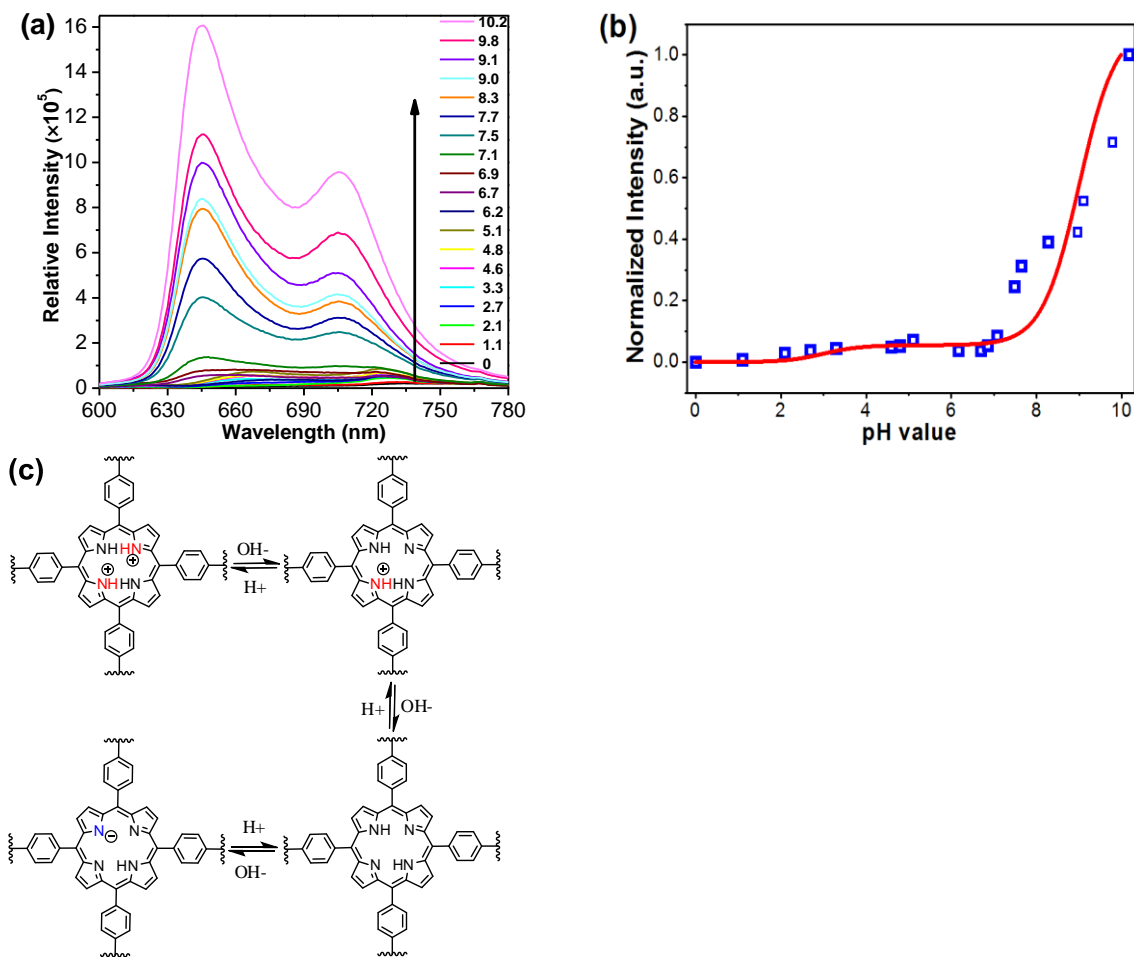 (a)
Relative Intensity (×10⁵)
16
14
12
10
8
6
4
2
0
600 630 660 690 720 750 780
Wavelength (nm)
10.2
9.8
9.1
9.0
8.3
7.7
7.5
7.1
6.9
6.7
6.2
5.1
4.8
4.6
3.3
2.7
2.1
1.1
0
(b)
Normalized Intensity (a.u.)
1.0
0.8
0.6
0.4
0.2
0.0
0 2 4 6 8 10
pH value
(c)
NH HN
⊕
⊕
NH HN
OH-
H+
NH N
⊕
NH HN
H+ OH-
N ⊖ N
N HN
H+
OH-
NH N
N HN